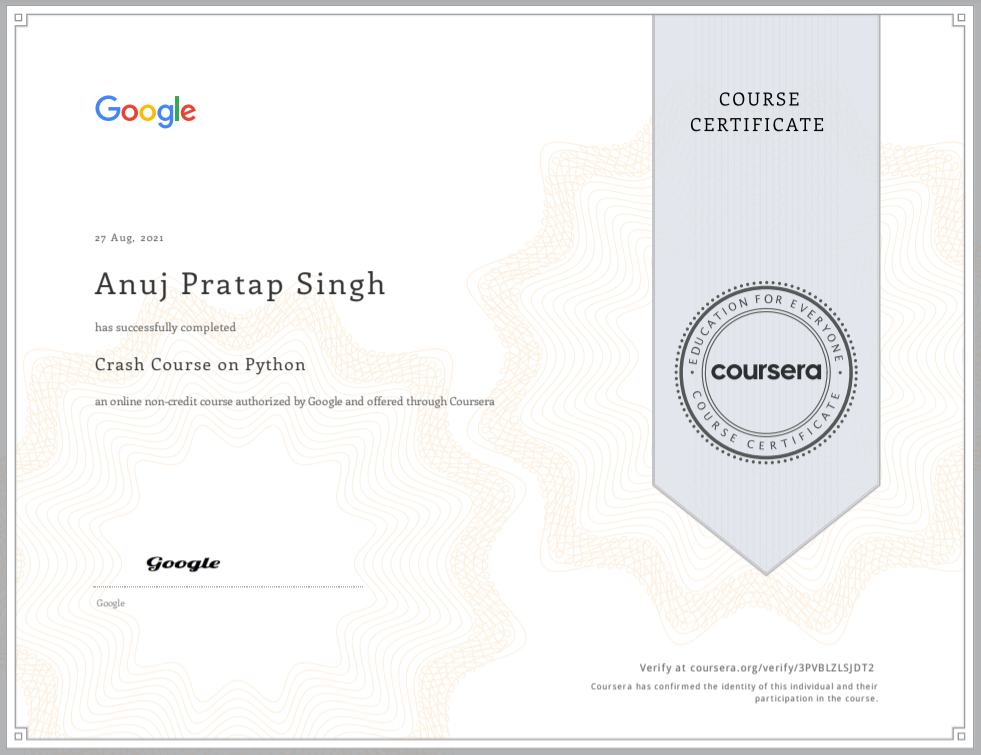 Google
COURSE
CERTIFICATE
27 Aug, 2021
Anuj Pratap Singh
has successfully completed
Crash Course on Python
an online non-credit course authorized by Google and offered through Coursera
EDUCATION FOR EVERYONE
coursera
COURSE CERTIFICATE
Google
Google
Verify at coursera.org/verify/3PVBLZLSJDT2
Coursera has confirmed the identity of this individual and their
participation in the course.